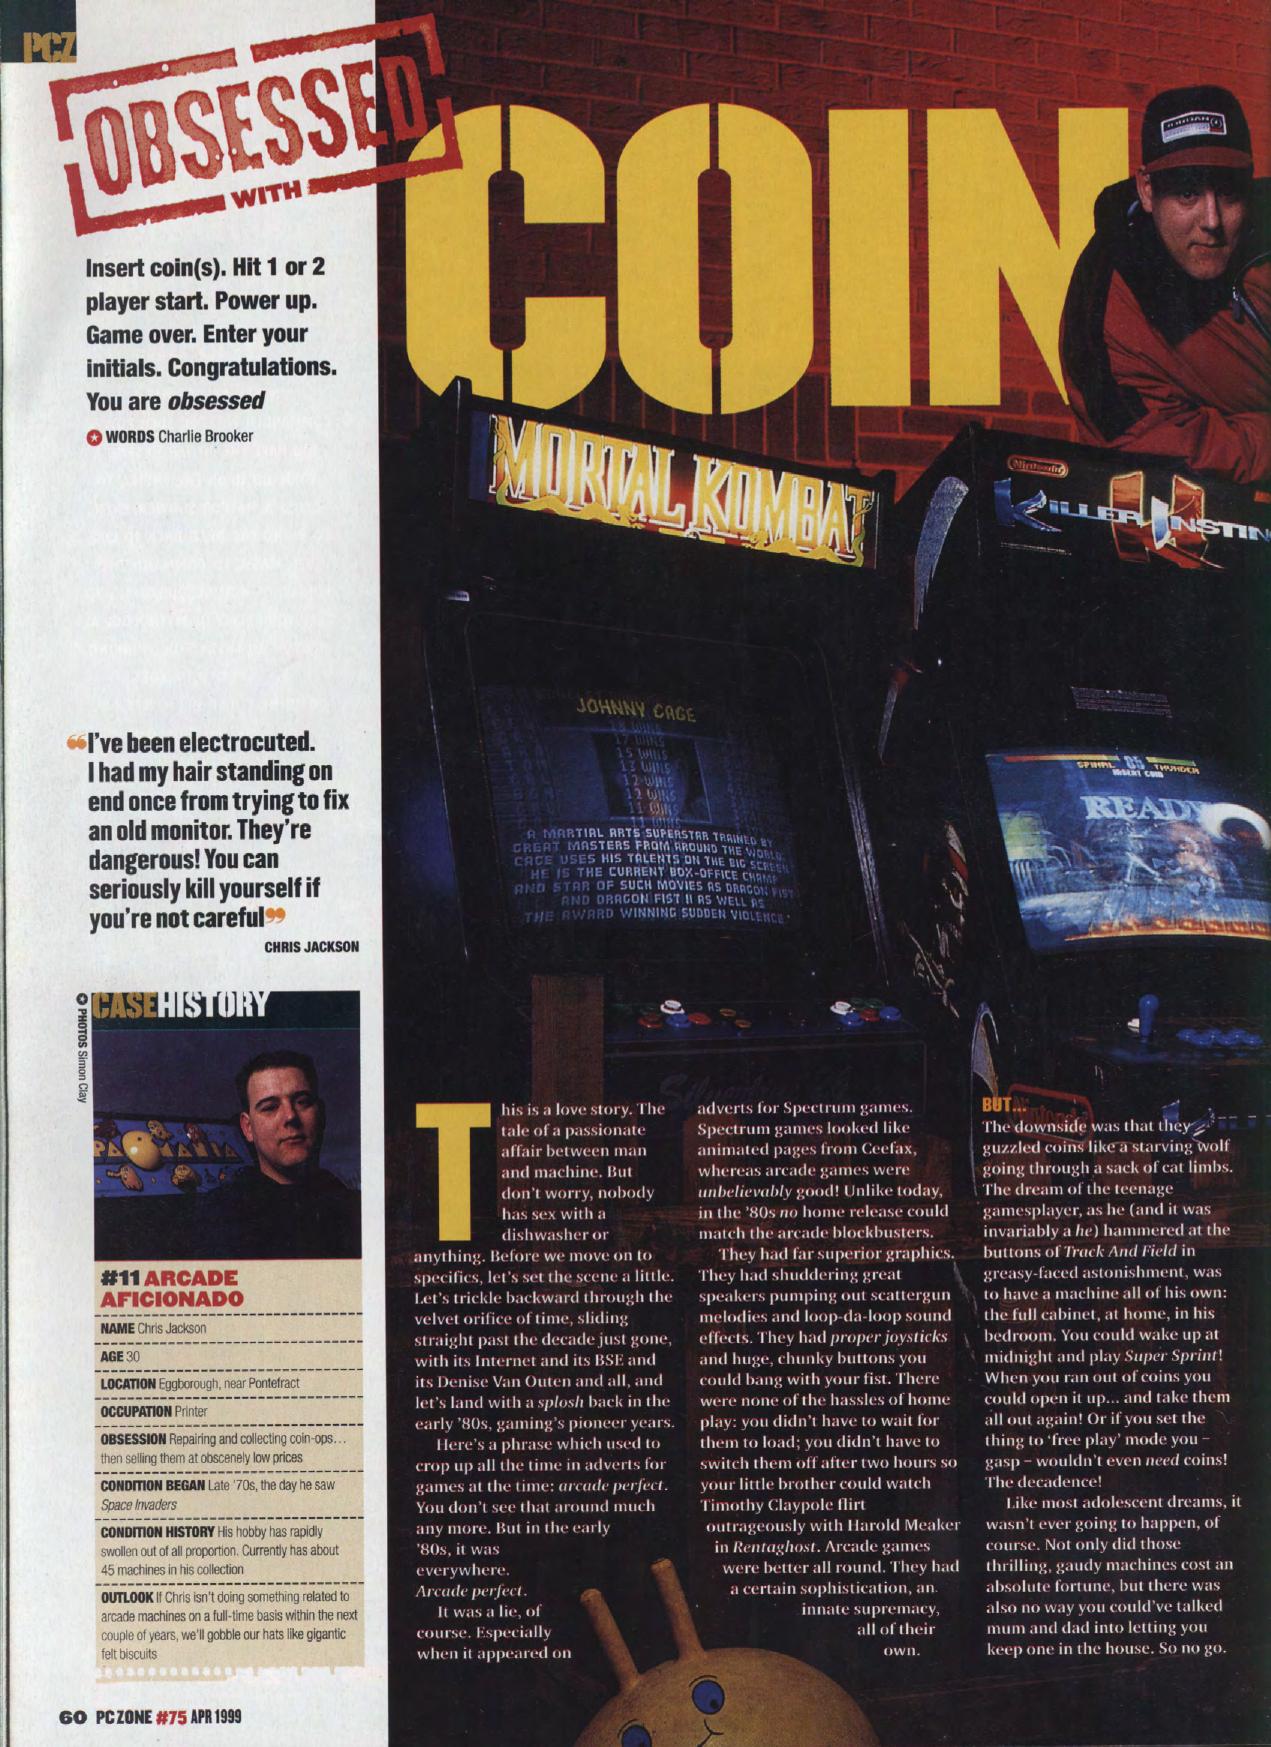 PCZ
OBSESSED
WITH
COIN
Insert coin(s). Hit 1 or 2
player start. Power up.
Game over. Enter your
initials. Congratulations.
You are obsessed
WORDS Charlie Brooker
JORDAN
MORTAL KOMBAT
Nintendo
KILLER INSTIN
JOHNNY CAGE
17 WINS
15 WINS
13 WINS
12 WINS
12 WINS
11 WINS
A MARTIAL ARTS SUPERSTAR TRAINED BY
GREAT MASTERS FROM AROUND THE WORLD,
CAGE USES HIS TALENTS ON THE BIG SCREEN
HE IS THE CURRENT BOX-OFFICE CHAMP
AND STAR OF SUCH MOVIES AS DRAGON FIST
AND DRAGON FIST II AS WELL AS
THE AWARD WINNING SUDDEN VIOLENCE.
SPINAL 85 THUNDER
INSERT COIN
READY
“I've been electrocuted.
I had my hair standing on
end once from trying to fix
an old monitor. They're
dangerous! You can
seriously kill yourself if
you're not careful”
CHRIS JACKSON
PHOTOS Simon Clay
CASEHISTORY
#11 ARCADE
AFICIONADO
NAME Chris Jackson
AGE 30
LOCATION Eggborough, near Pontefract
OCCUPATION Printer
OBSESSION Repairing and collecting coin-ops...
then selling them at obscenely low prices
CONDITION BEGAN Late '70s, the day he saw
Space Invaders
CONDITION HISTORY His hobby has rapidly
swollen out of all proportion. Currently has about
45 machines in his collection
OUTLOOK If Chris isn't doing something related to
arcade machines on a full-time basis within the next
couple of years, we'll gobble our hats like gigantic
felt biscuits
This is a love story. The
tale of a passionate
affair between man
and machine. But
don't worry, nobody
has sex with a
dishwasher or
anything. Before we move on to
specifics, let's set the scene a little.
Let's trickle backward through the
velvet orifice of time, sliding
straight past the decade just gone,
with its Internet and its BSE and
its Denise Van Outen and all, and
let's land with a splosh back in the
early '80s, gaming's pioneer years.
Here's a phrase which used to
crop up all the time in adverts for
games at the time: arcade perfect.
You don't see that around much
any more. But in the early
'80s, it was
everywhere.
Arcade perfect.
It was a lie, of
course. Especially
when it appeared on
adverts for Spectrum games.
Spectrum games looked like
animated pages from Ceefax,
whereas arcade games were
unbelievably good! Unlike today,
in the '80s no home release could
match the arcade blockbusters.
They had far superior graphics.
They had shuddering great
speakers pumping out scattergun
melodies and loop-da-loop sound
effects. They had proper joysticks
and huge, chunky buttons you
could bang with your fist. There
were none of the hassles of home
play: you didn't have to wait for
them to load; you didn't have to
switch them off after two hours so
your little brother could watch
Timothy Claypole flirt
outrageously with Harold Meaker
in Rentaghost. Arcade games
were better all round. They had
a certain sophistication, an
innate supremacy,
all of their
own.
BUT...
The downside was that they
guzzled coins like a starving wolf
going through a sack of cat limbs.
The dream of the teenage
gamesplayer, as he (and it was
invariably a he) hammered at the
buttons of Track And Field in
greasy-faced astonishment, was
to have a machine all of his own:
the full cabinet, at home, in his
bedroom. You could wake up at
midnight and play Super Sprint!
When you ran out of coins you
could open it up... and take them
all out again! Or if you set the
thing to 'free play' mode you –
gasp – wouldn't even need coins!
The decadence!
Like most adolescent dreams, it
wasn't ever going to happen, of
course. Not only did those
thrilling, gaudy machines cost an
absolute fortune, but there was
also no way you could've talked
mum and dad into letting you
keep one in the house. So no go.
60 PC ZONE #75 APR 1999